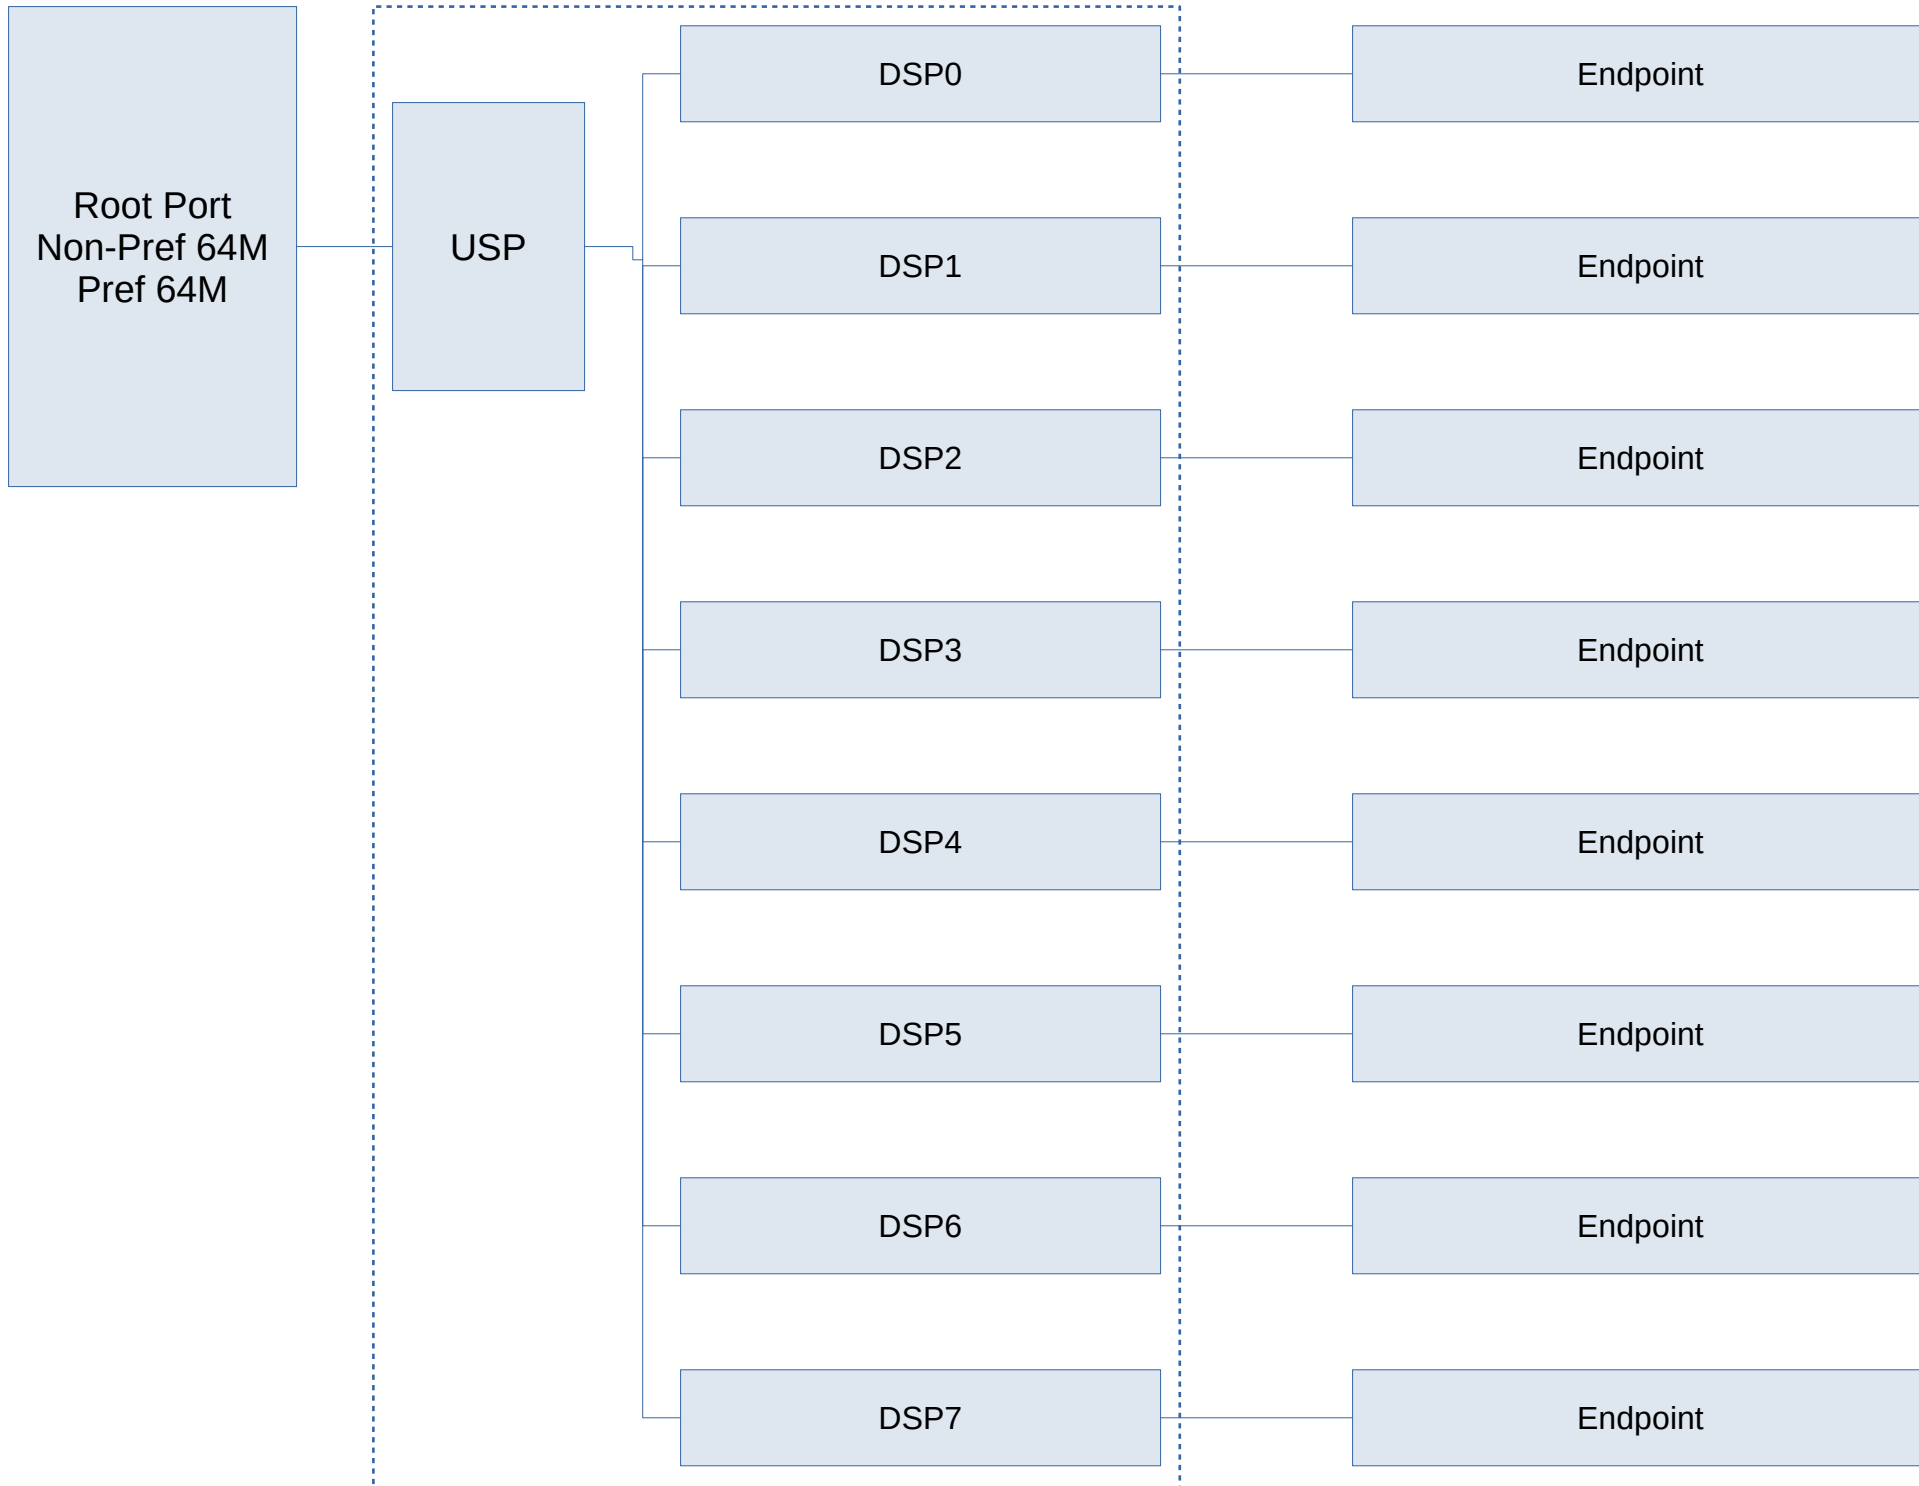 Root Port
Non-Pref 64M
Pref 64M
USP
DSP0
Endpoint
DSP1
Endpoint
DSP2
Endpoint
DSP3
Endpoint
DSP4
Endpoint
DSP5
Endpoint
DSP6
Endpoint
DSP7
Endpoint